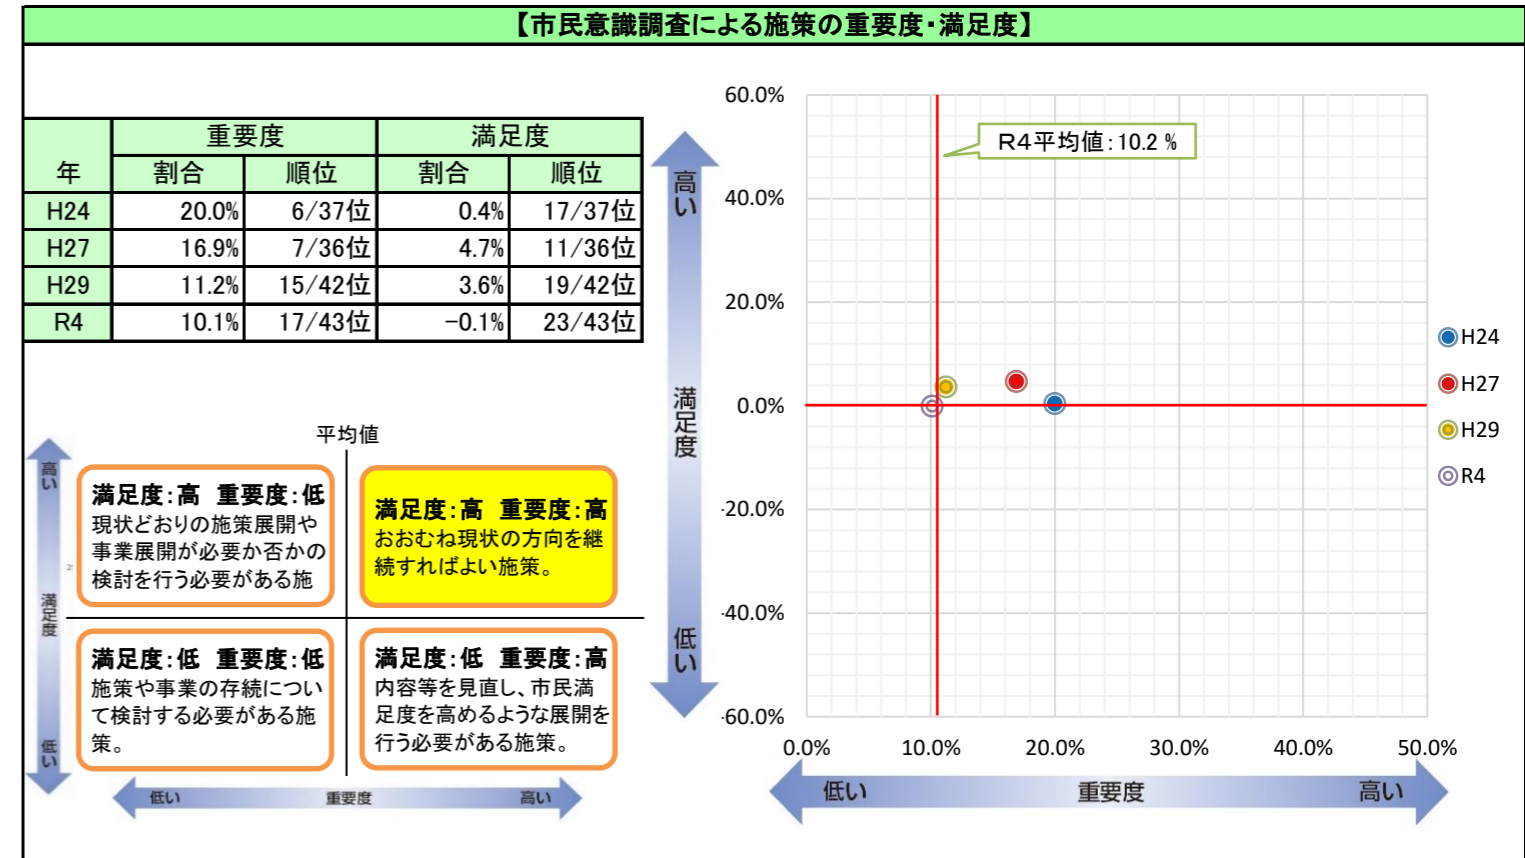 【市民意識調査による施策の重要度・満足度】
年 重要度 満足度
割合 順位 割合 順位
H24 20.0% 6/37位 0.4% 17/37位
H27 16.9% 7/36位 4.7% 11/36位
H29 11.2% 15/42位 3.6% 19/42位
R4 10.1% 17/43位 -0.1% 23/43位
平均値
高い
満足度
低い
満足度:高 重要度:低
現状どおりの施策展開や
事業展開が必要か否かの
検討を行う必要がある施
満足度:高 重要度:高
おおむね現状の方向を継
続すればよい施策。
満足度:低 重要度:低
施策や事業の存続につい
て検討する必要がある施
策。
満足度:低 重要度:高
内容等を見直し、市民満
足度を高めるような展開を
行う必要がある施策。
低い 重要度 高い
高い
満足度
低い
60.0%
40.0%
20.0%
0.0%
-20.0%
-40.0%
-60.0%
R4平均値:10.2 %
0.0% 10.0% 20.0% 30.0% 40.0% 50.0%
低い 重要度 高い
H24
H27
H29
R4